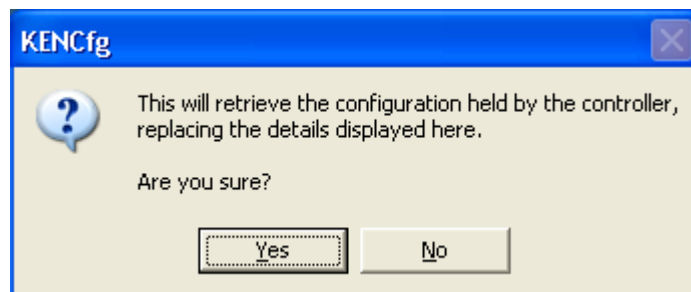 KENCfg
This will retrieve the configuration held by the controller,
replacing the details displayed here.
Are you sure?
Yes
No